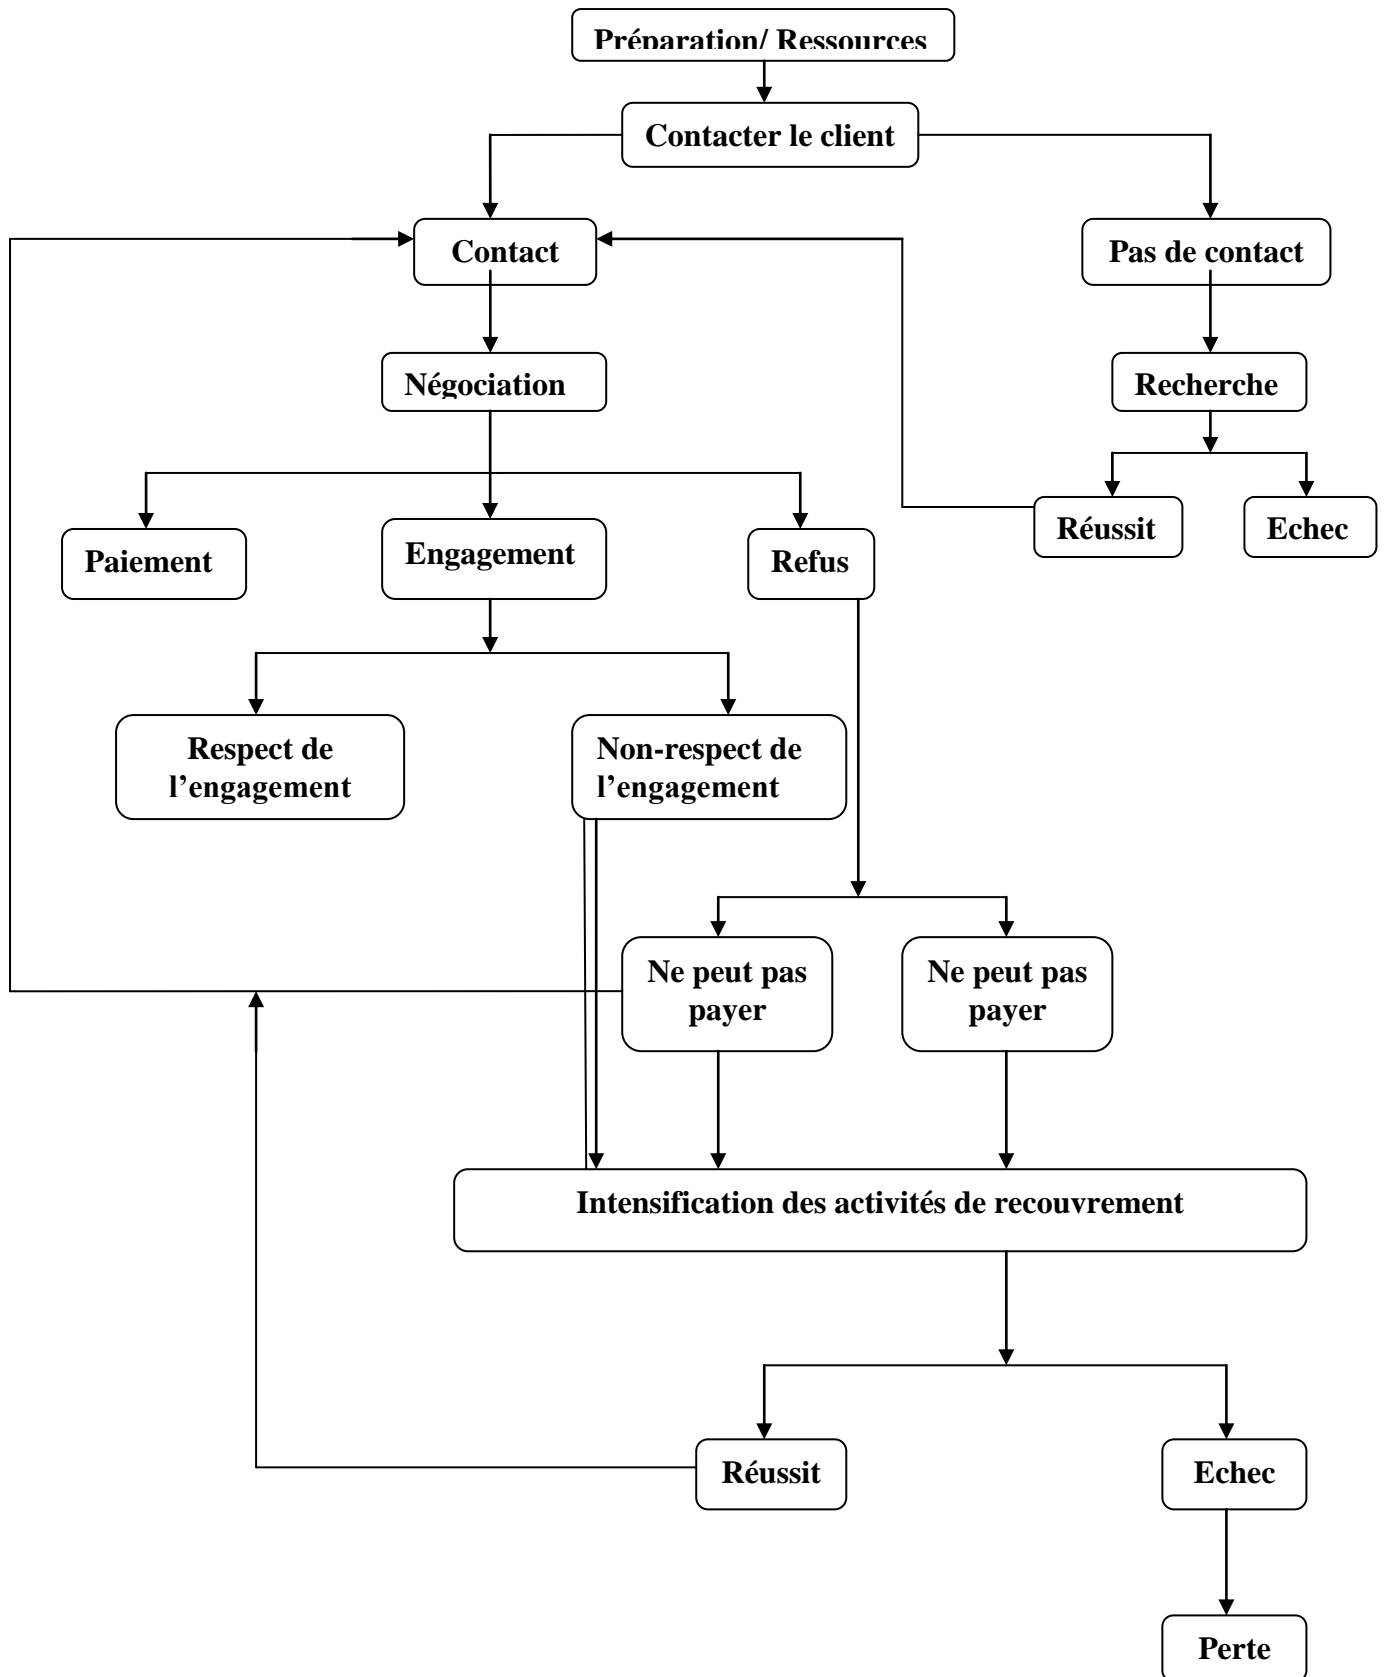 Préparation/ Ressources
Contacter le client
Contact
Pas de contact
Négociation
Recherche
Réussit
Echec
Paiement
Engagement
Refus
Respect de
l’engagement
Non-respect de
l’engagement
Ne peut pas
payer
Ne peut pas
payer
Intensification des activités de recouvrement
Réussit
Echec
Perte